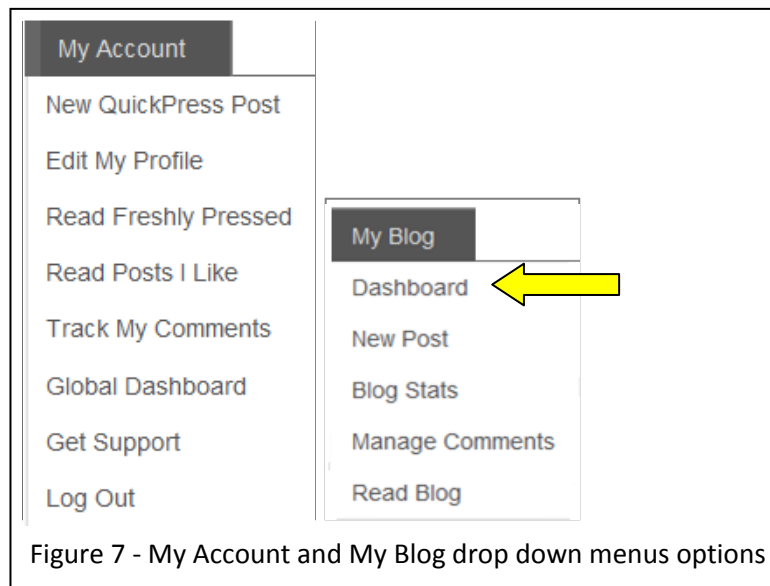 My Account
New QuickPress Post
Edit My Profile
Read Freshly Pressed
Read Posts I Like
Track My Comments
Global Dashboard
Get Support
Log Out
My Blog
Dashboard
New Post
Blog Stats
Manage Comments
Read Blog
Figure 7 - My Account and My Blog drop down menus options